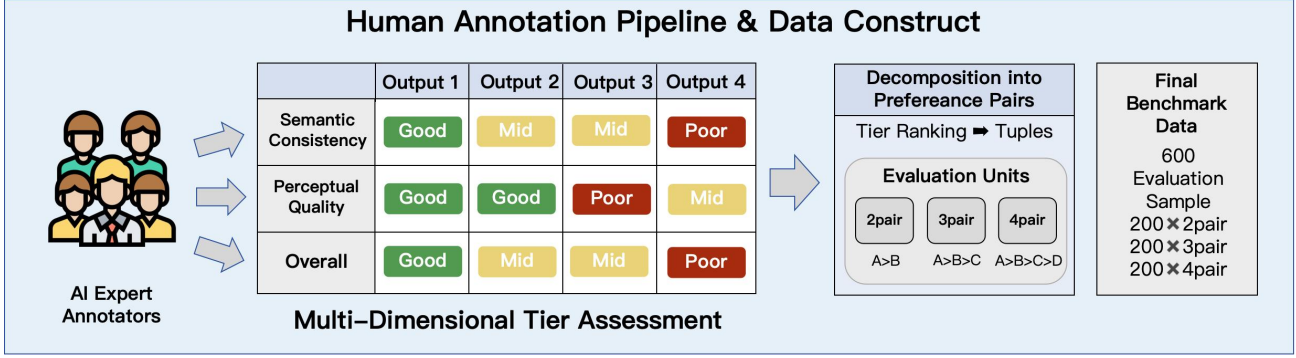 Human Annotation Pipeline & Data Construct
AI Expert
Annotators
Output 1 Output 2 Output 3 Output 4
Semantic
Consistency
Good Mid Mid Poor
Perceptual
Quality
Good Good Poor Mid
Overall
Good Mid Mid Poor
Multi-Dimensional Tier Assessment
Decomposition into
Prefereance Pairs
Tier Ranking ➡ Tuples
Evaluation Units
2pair 3pair 4pair
A>B A>B>C A>B>C>D
Final
Benchmark
Data
600
Evaluation
Sample
200×2pair
200×3pair
200×4pair